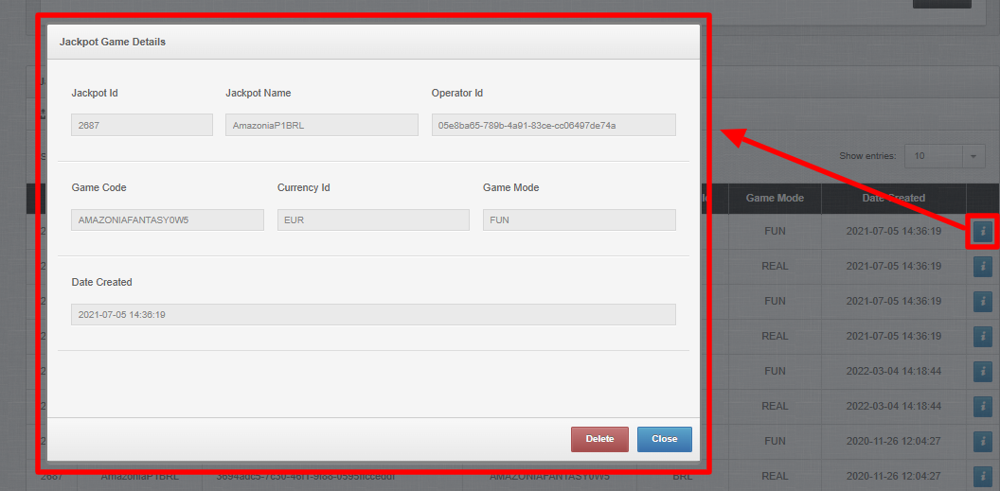 Jackpot Game Details
Jackpot Id Jackpot Name Operator Id
2687 AmazoniaP1BRL 05e8ba65-789b-4a91-83ce-cc06497de74a
Show entries: 10
Game Code Currency Id Game Mode
Game Mode Date Created
AMAZONIAFANTASY0W5 EUR FUN
FUN 2021-07-05 14:36:19
REAL 2021-07-05 14:36:19
Date Created
FUN 2021-07-05 14:36:19
2021-07-05 14:36:19
REAL 2021-07-05 14:36:19
FUN 2022-03-04 14:18:44
REAL 2022-03-04 14:18:44
Delete Close
FUN 2020-11-26 12:04:27
2687 AmazoniaP1BRL AMAZONIAFANTASY0W5 BRL REAL 2020-11-26 12:04:27